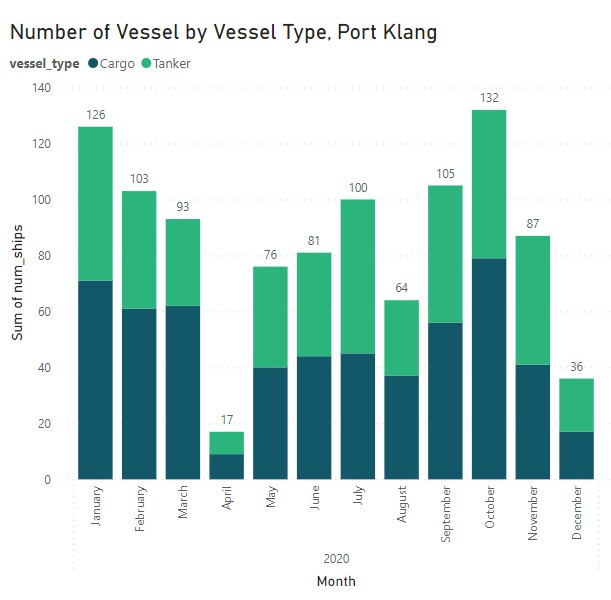 Number of Vessel by Vessel Type, Port Klang
vessel_type Cargo Tanker
140
120
100
80
60
40
20
0
Sum of num_ships
126
103
93
17
76
81
100
64
105
132
87
36
January
February
March
April
May
June
July
August
September
October
November
December
2020
Month